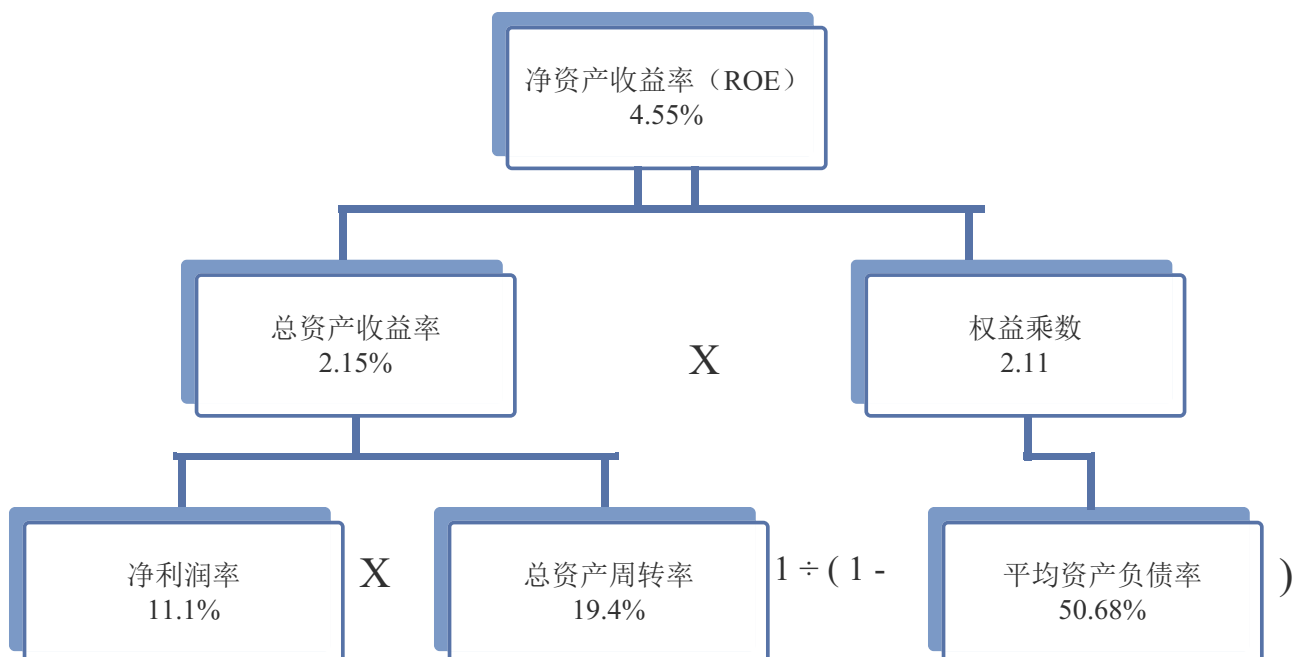 净资产收益率（ROE）
4.55%
总资产收益率
2.15%
X
权益乘数
2.11
净利润率
11.1%
X
总资产周转率
19.4%
1 ÷ ( 1 -
平均资产负债率
50.68%
)